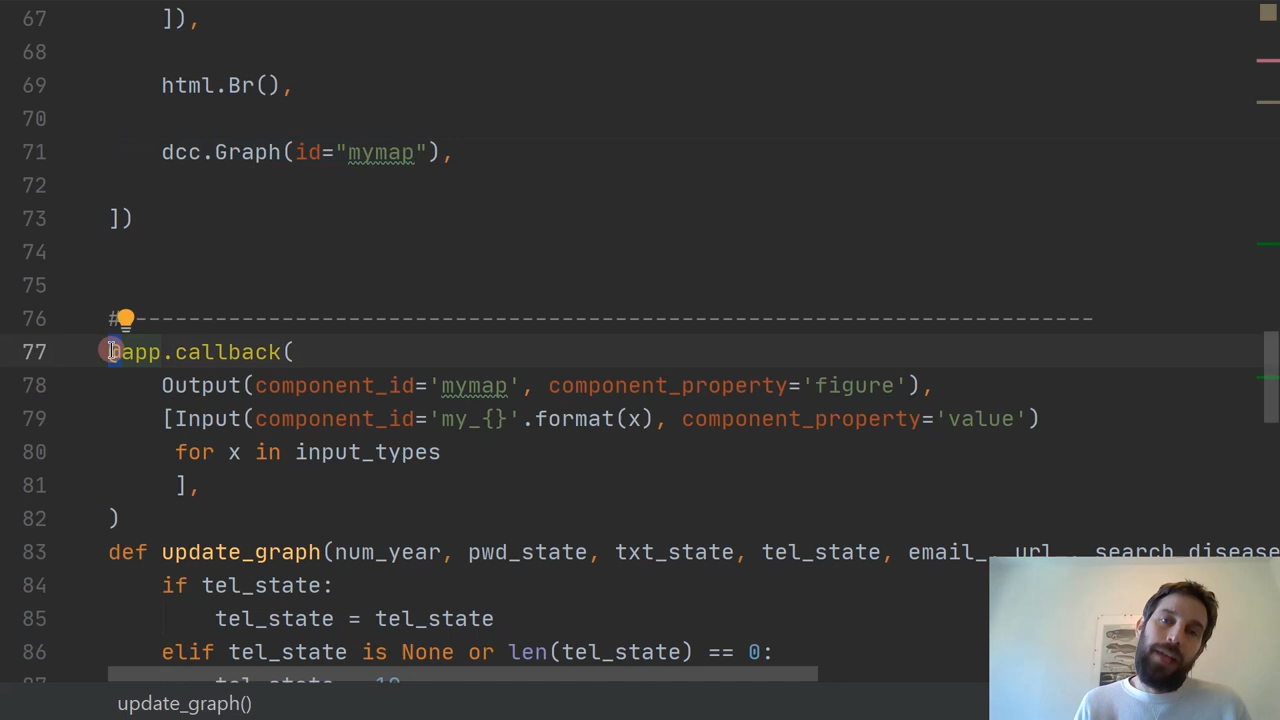 67 ]),
68
69 html.Br(),
70
71 dcc.Graph(id="mymap"),
72
73 ])
74
75
76 #------------------------------------------------------------------------
77 @app.callback(
78 Output(component_id='mymap', component_property='figure'),
79 [Input(component_id='my_{}'.format(x), component_property='value')
80 for x in input_types
81 ],
82 )
83 def update_graph(num_year, pwd_state, txt_state, tel_state, email_, url_, search_disease
84 if tel_state:
85 tel_state = tel_state
86 elif tel_state is None or len(tel_state) == 0:
update_graph()